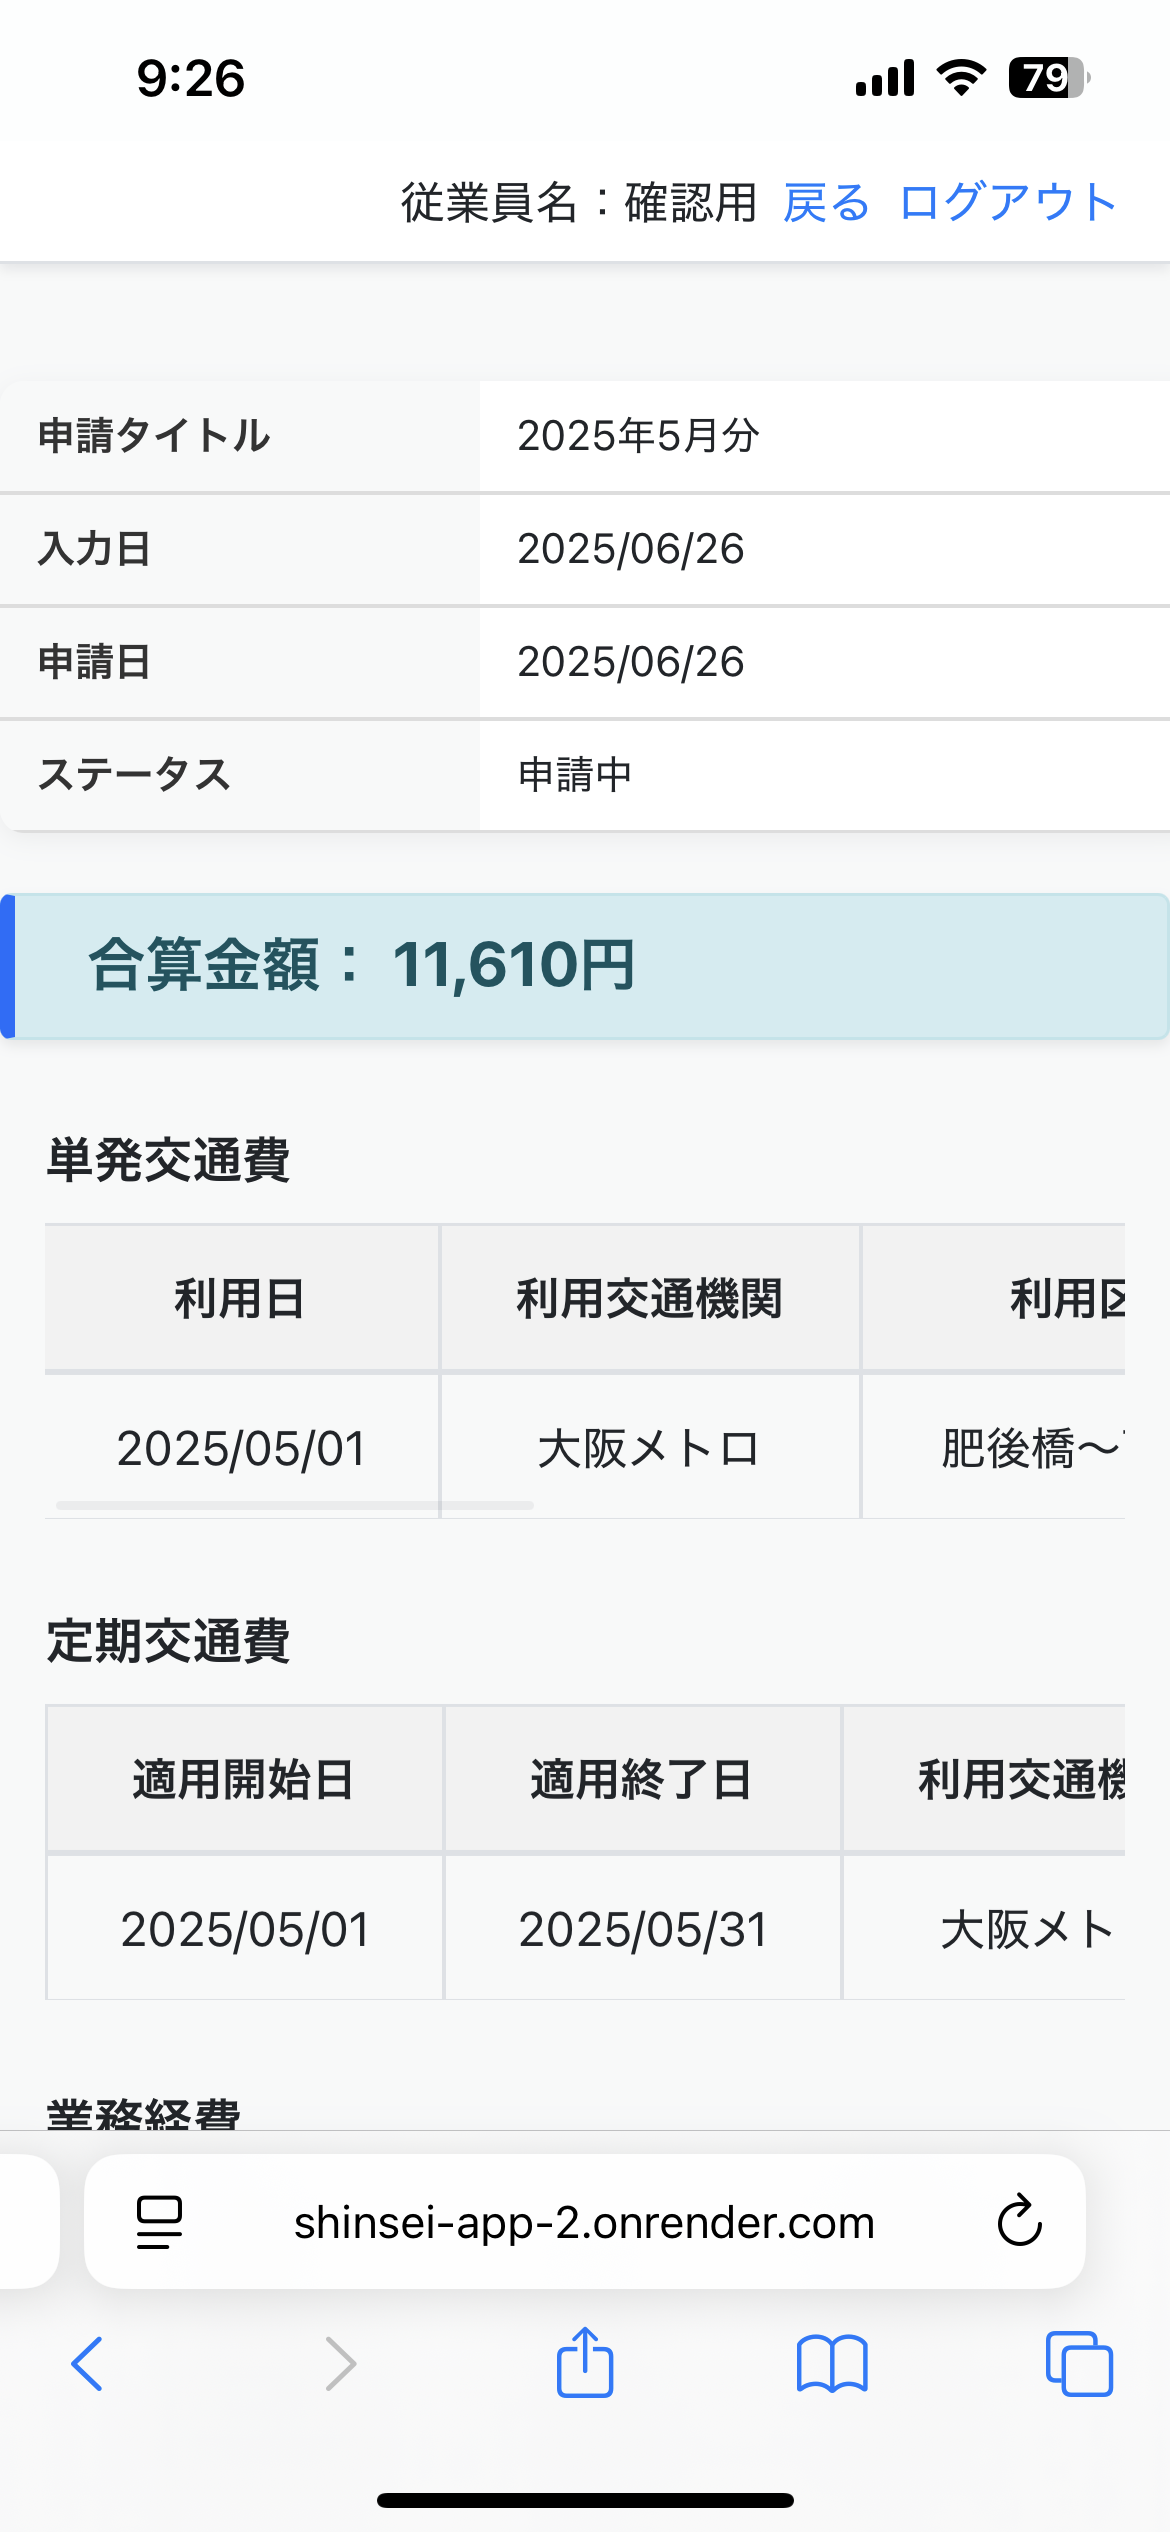 9:26
79
従業員名：確認用 戻る ログアウト
申請タイトル 2025年5月分
入力日 2025/06/26
申請日 2025/06/26
ステータス 申請中
合算金額： 11,610円
単発交通費
利用日 利用交通機関 利用区
2025/05/01 大阪メトロ 肥後橋〜
定期交通費
適用開始日 適用終了日 利用交通機
2025/05/01 2025/05/31 大阪メト
業務経費
shinsei-app-2.onrender.com